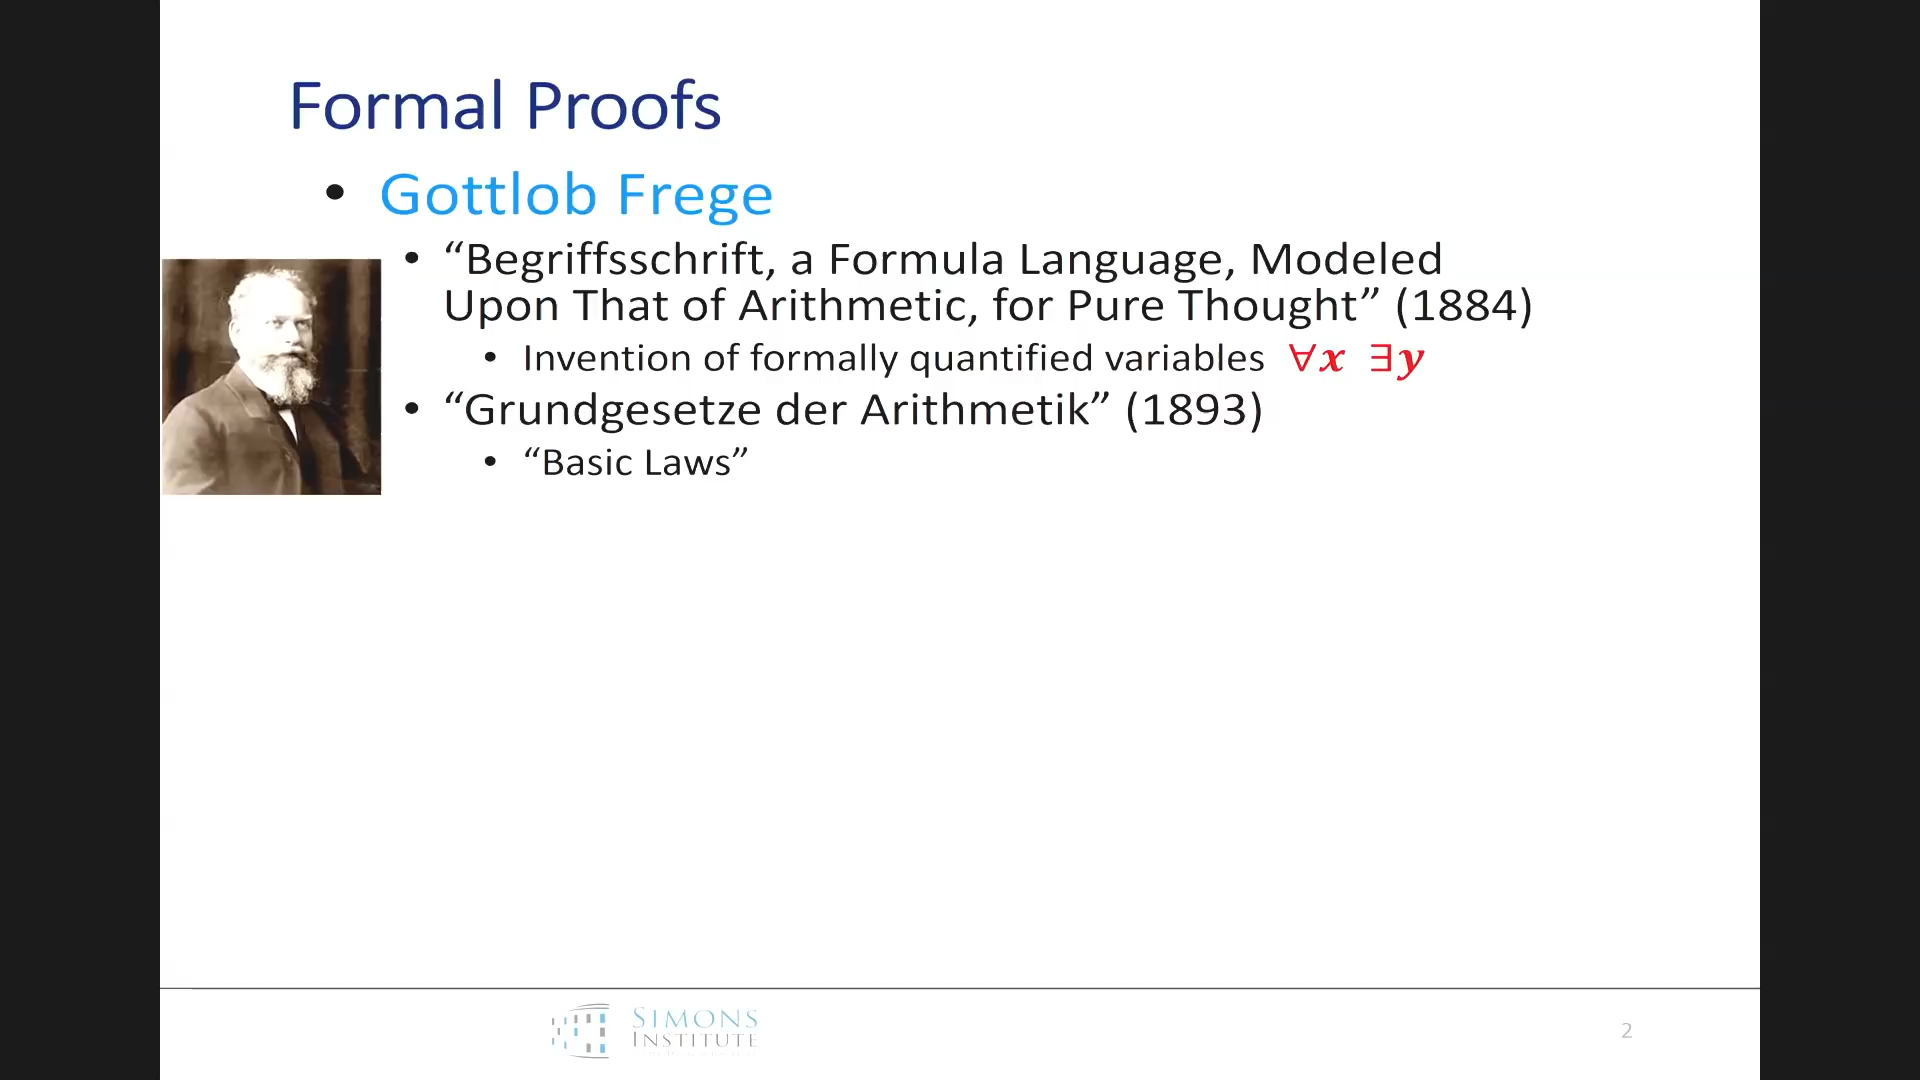 Formal Proofs
• Gottlob Frege
• “Begriffsschrift, a Formula Language, Modeled
Upon That of Arithmetic, for Pure Thought” (1884)
• Invention of formally quantified variables ∀x ∃y
• “Grundgesetze der Arithmetik” (1893)
• “Basic Laws”
SIMONS
INSTITUTE
2